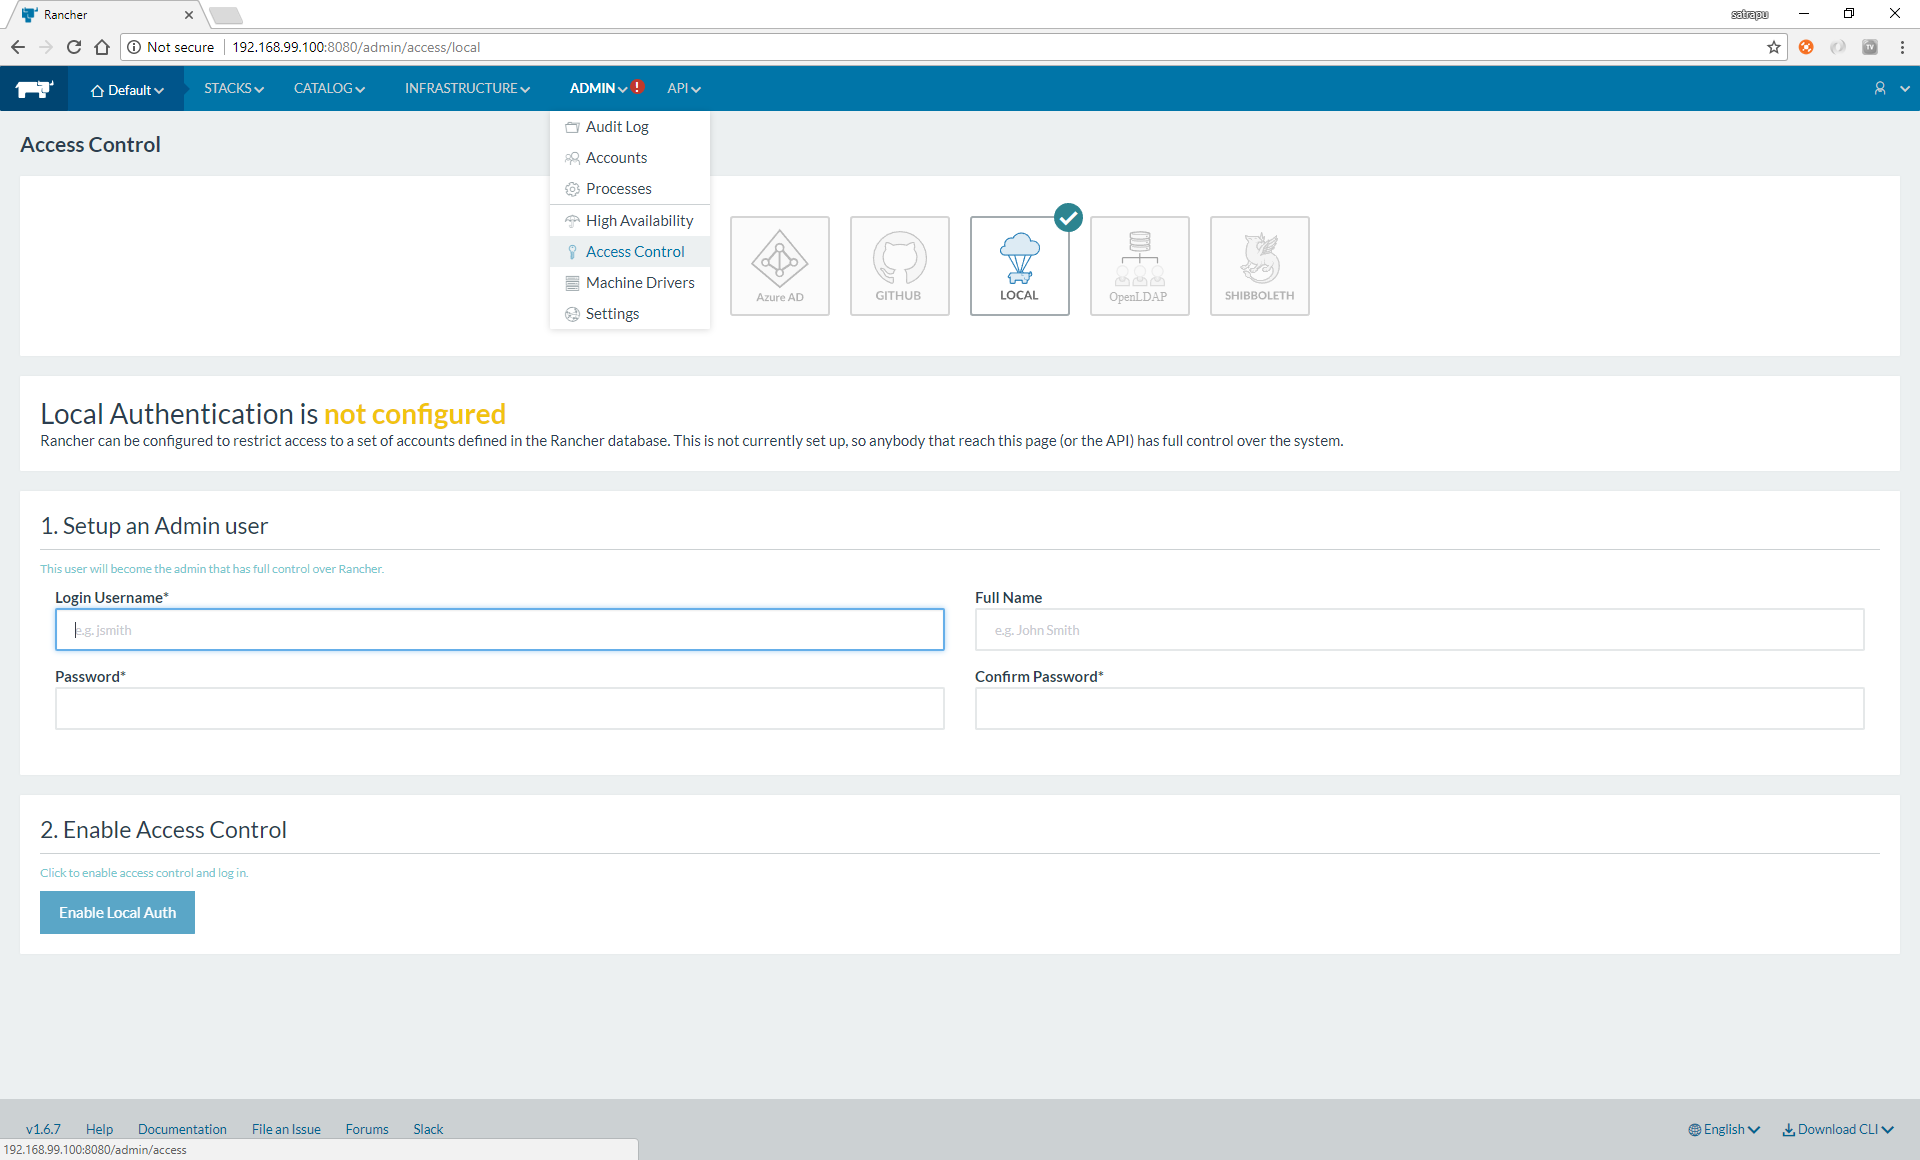 Rancher
satrapu
Not secure
192.168.99.100:8080/admin/access/local
Default
STACKS
CATALOG
INFRASTRUCTURE
ADMIN
!
API
Audit Log
Accounts
Processes
High Availability
Access Control
Machine Drivers
Settings
Access Control
Azure AD
GITHUB
LOCAL
OpenLDAP
SHIBBOLETH
Local Authentication is not configured
Rancher can be configured to restrict access to a set of accounts defined in the Rancher database. This is not currently set up, so anybody that reach this page (or the API) has full control over the system.
1. Setup an Admin user
This user will become the admin that has full control over Rancher.
Login Username*
Full Name
e.g. jsmith
e.g. John Smith
Password*
Confirm Password*
2. Enable Access Control
Click to enable access control and log in.
Enable Local Auth
v1.6.7
Help
Documentation
File an Issue
Forums
Slack
English
Download CLI
192.168.99.100:8080/admin/access